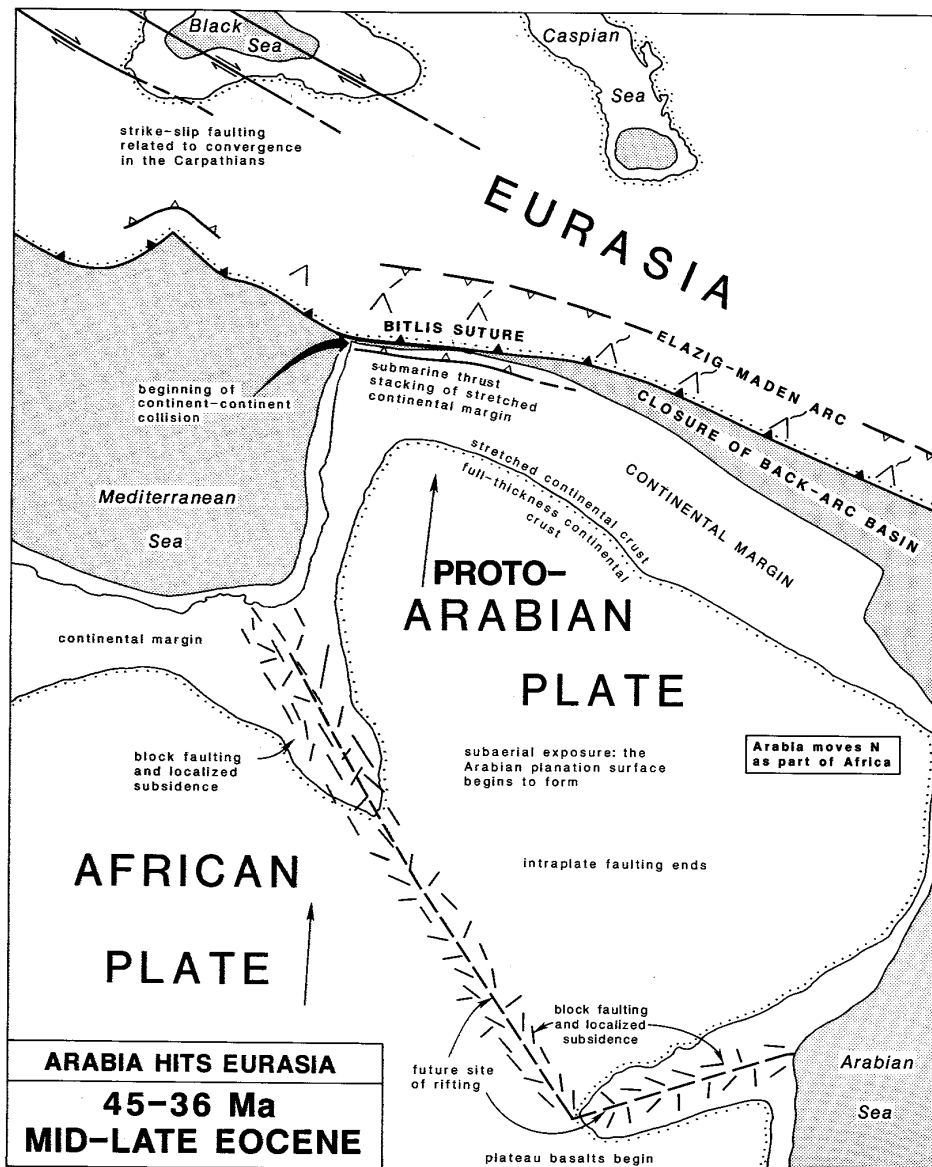 Black
Sea
Caspian
Sea
strike-slip faulting
related to convergence
in the Carpathians
EURASIA
BITLIS SUTURE
ELAZIG-MADEN ARC
beginning of
continent-continent
collision
submarine thrust
stacking of stretched
continental margin
CLOSURE OF BACK-ARC BASIN
stretched continental crust
full-thickness continental
crust
CONTINENTAL MARGIN
Mediterranean
Sea
PROTO-
ARABIAN
PLATE
continental margin
block faulting
and localized
subsidence
subaerial exposure: the
Arabian planation surface
begins to form
Arabia moves N
as part of Africa
intraplate faulting ends
AFRICAN
PLATE
block faulting
and localized
subsidence
future site
of rifting
Arabian
Sea
plateau basalts begin
ARABIA HITS EURASIA
45-36 Ma
MID-LATE EOCENE